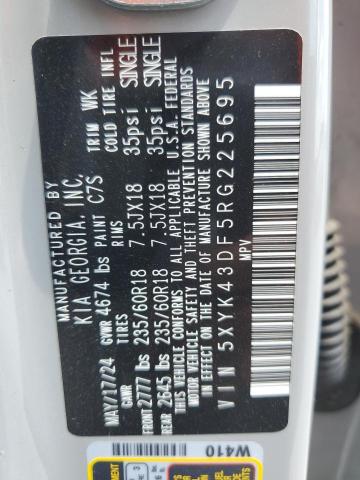 MANUFACTURED BY
KIA GEORGIA, INC.
MAY/17/24 GVWR 4674 lbs PAINT C7S TRIM WK
GAWR TIRES RIMS COLD TIRE INFL
FRONT 2777 lbs 235/60R18 7.5JX18 35psi SINGLE
REAR 2645 lbs 235/60R18 7.5JX18 35psi SINGLE
THIS VEHICLE CONFORMS TO ALL APPLICABLE U.S.A. FEDERAL
MOTOR VEHICLE SAFETY AND THEFT PREVENTION STANDARDS
IN EFFECT ON THE DATE OF MANUFACTURE SHOWN ABOVE
VIN 5XYK43DF5RG225695
MPV
W410